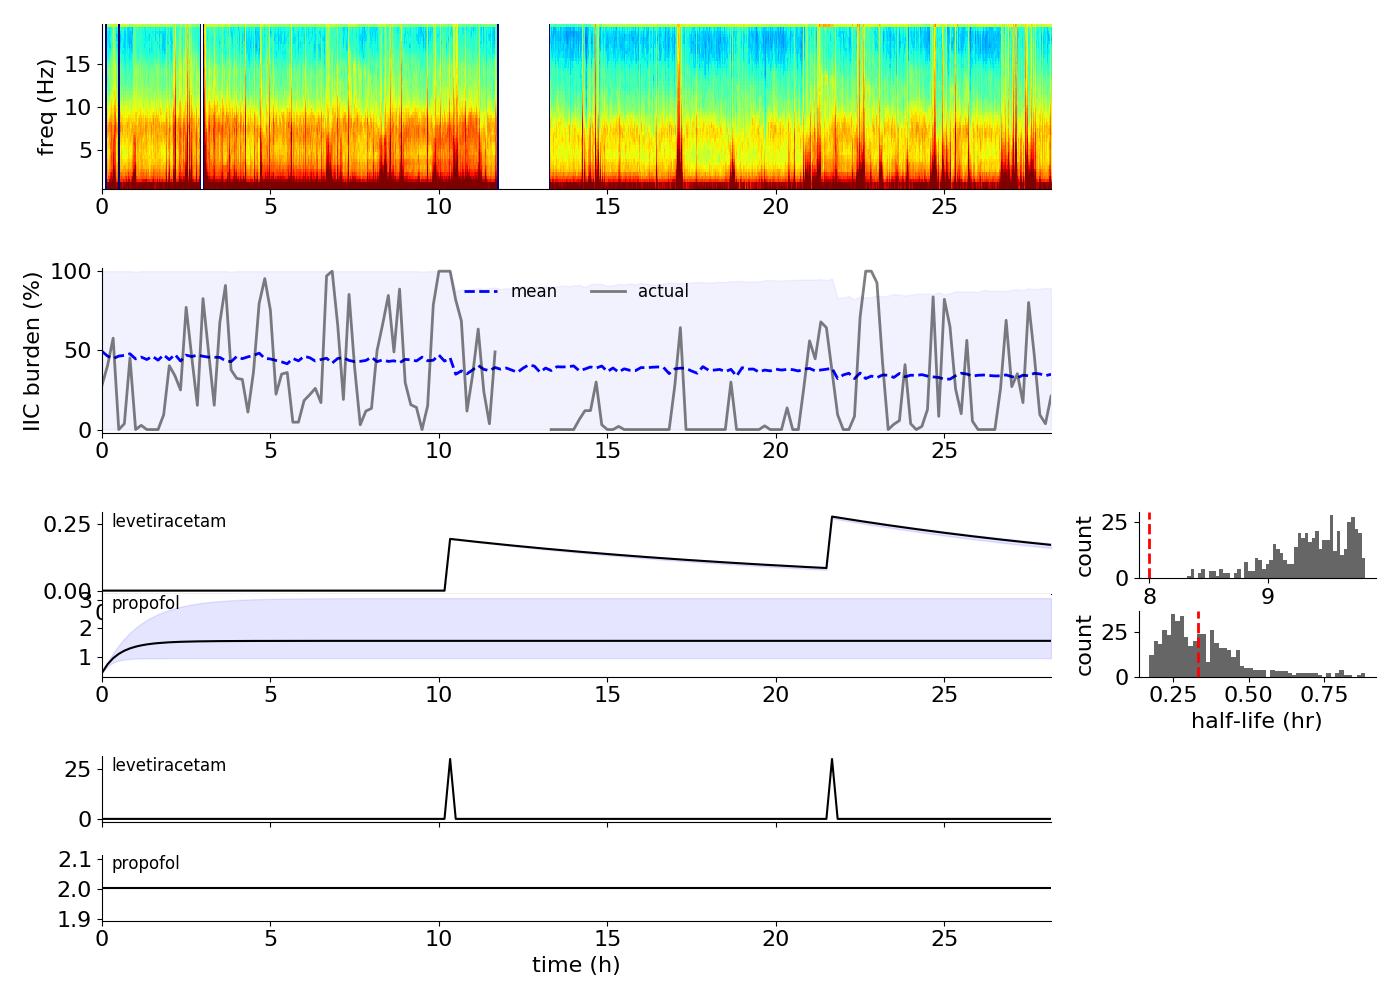 freq (Hz)
15
10
5
0 5 10 15 20 25
IIC burden (%)
100
50
0
mean actual
0 5 10 15 20 25
levetiracetam
0.25
0.00
0
propofol
3
2
1
0 5 10 15 20 25
count
25
0
8 9
count
25
0
0.25 0.50 0.75
half-life (hr)
levetiracetam
25
0
propofol
2.1
2.0
1.9
0 5 10 15 20 25
time (h)